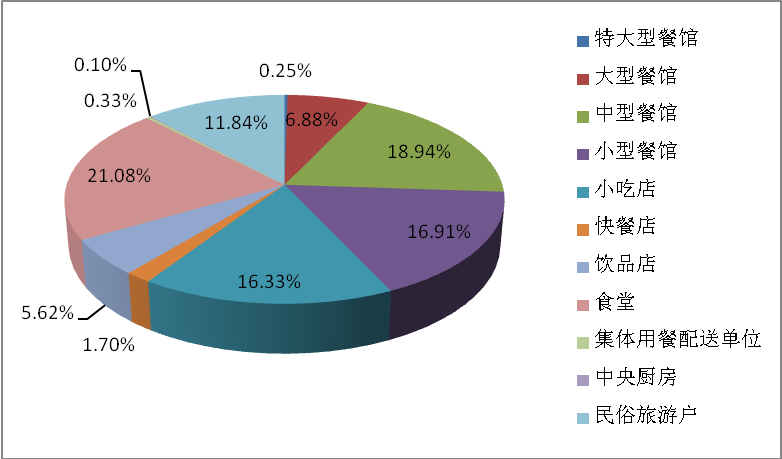 0.10%
0.25%
0.33%
11.84%
6.88%
18.94%
21.08%
16.91%
16.33%
5.62%
1.70%
特大型餐馆
大型餐馆
中型餐馆
小型餐馆
小吃店
快餐店
饮品店
食堂
集体用餐配送单位
中央厨房
民俗旅游户